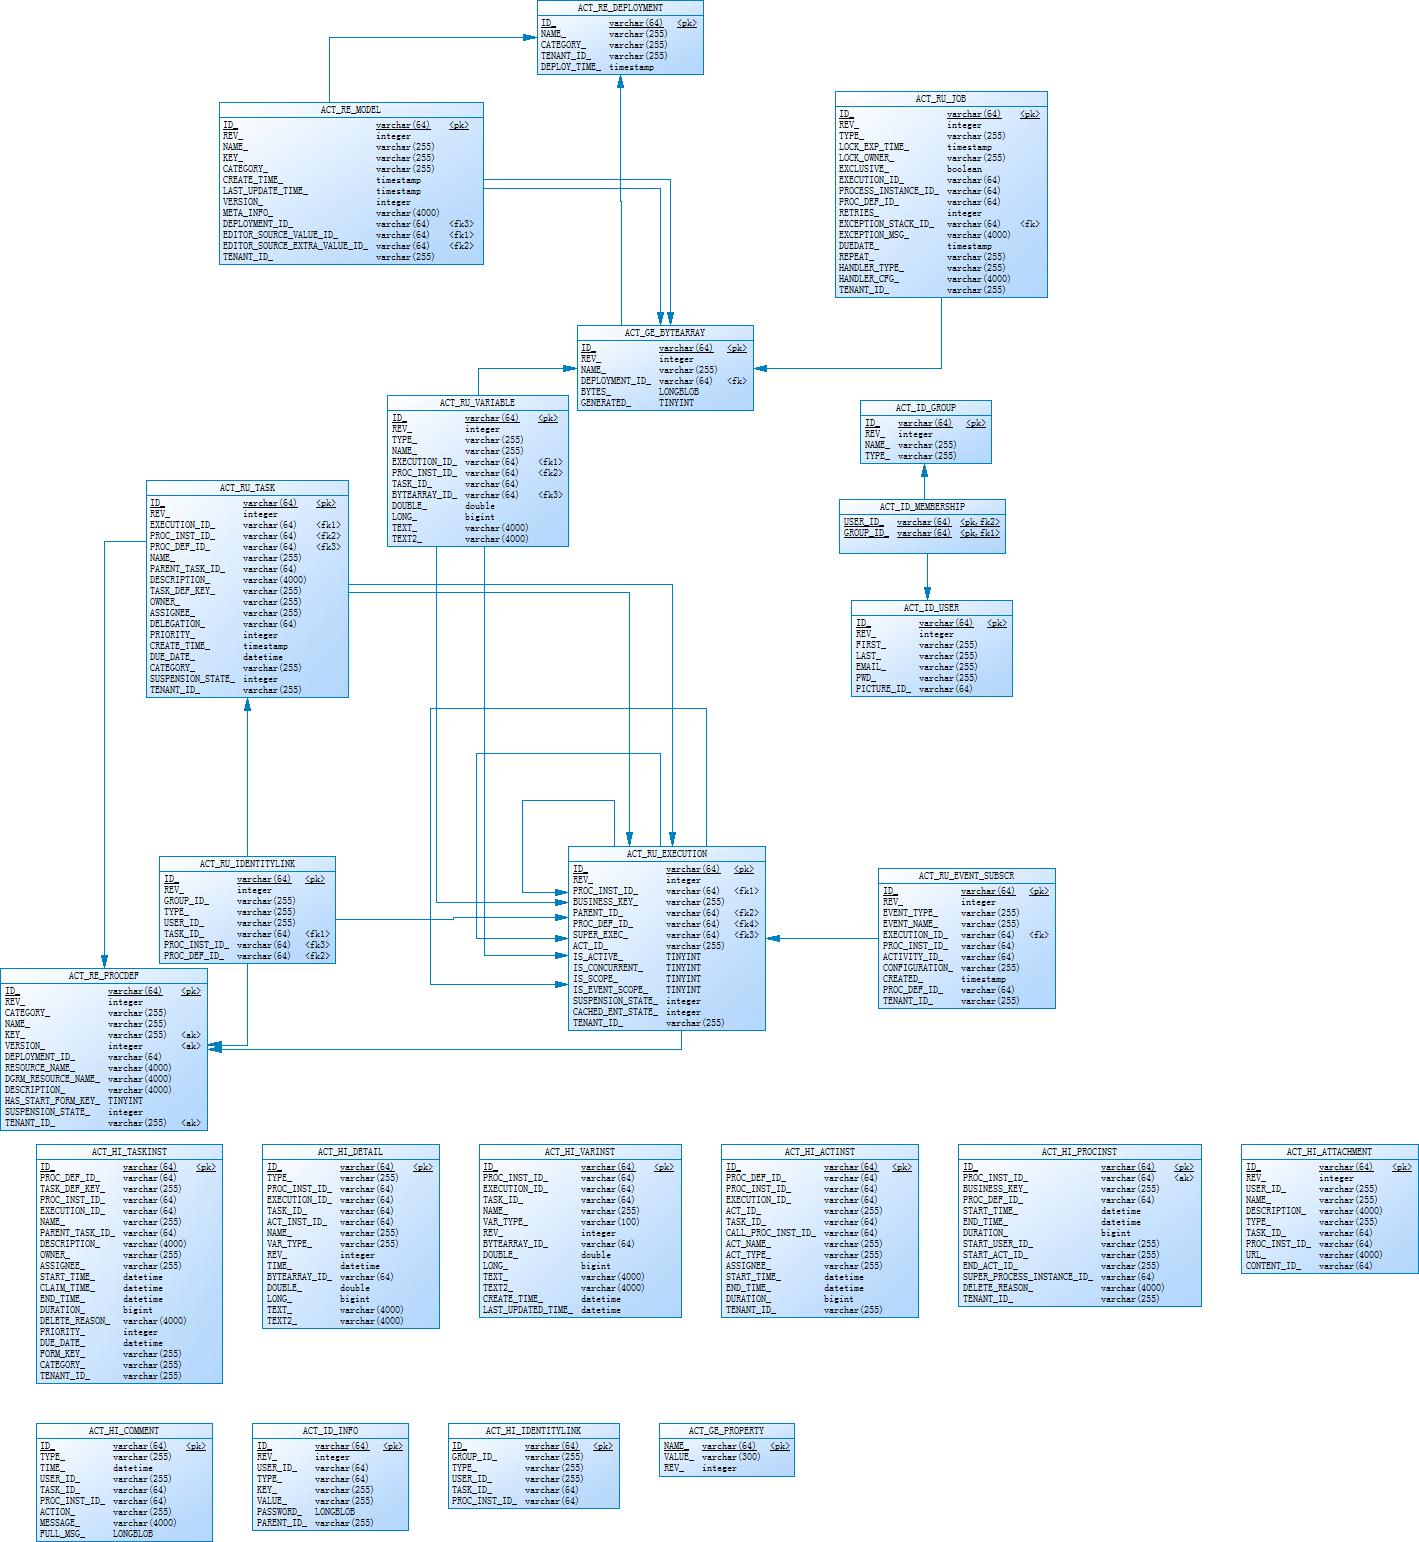 ACT_RE_DEPLOYMENT
ID_ varchar(64) <pk>
NAME_ varchar(255)
CATEGORY_ varchar(255)
TENANT_ID_ varchar(255)
DEPLOY_TIME_ timestamp
ACT_RE_MODEL
ID_ varchar(64) <pk>
REV_ integer
NAME_ varchar(255)
KEY_ varchar(255)
CATEGORY_ varchar(255)
CREATE_TIME_ timestamp
LAST_UPDATE_TIME_ timestamp
VERSION_ integer
META_INFO_ varchar(4000)
DEPLOYMENT_ID_ varchar(64) <fk3>
EDITOR_SOURCE_VALUE_ID_ varchar(64) <fk1>
EDITOR_SOURCE_EXTRA_VALUE_ID_ varchar(64) <fk2>
TENANT_ID_ varchar(255)
ACT_RU_JOB
ID_ varchar(64) <pk>
REV_ integer
TYPE_ varchar(255)
LOCK_EXP_TIME_ timestamp
LOCK_OWNER_ varchar(255)
EXCLUSIVE_ boolean
EXECUTION_ID_ varchar(64)
PROCESS_INSTANCE_ID_ varchar(64)
PROC_DEF_ID_ varchar(64)
RETRIES_ integer
EXCEPTION_STACK_ID_ varchar(64) <fk>
EXCEPTION_MSG_ varchar(4000)
DUEDATE_ timestamp
REPEAT_ varchar(255)
HANDLER_TYPE_ varchar(255)
HANDLER_CFG_ varchar(4000)
TENANT_ID_ varchar(255)
ACT_GE_BYTEARRAY
ID_ varchar(64) <pk>
REV_ integer
NAME_ varchar(255)
DEPLOYMENT_ID_ varchar(64) <fk>
BYTES_ LONGBLOB
GENERATED_ TINYINT
ACT_RU_VARIABLE
ID_ varchar(64) <pk>
REV_ integer
TYPE_ varchar(255)
NAME_ varchar(255)
EXECUTION_ID_ varchar(64) <fk1>
PROC_INST_ID_ varchar(64) <fk2>
TASK_ID_ varchar(64)
BYTEARRAY_ID_ varchar(64) <fk3>
DOUBLE_ double
LONG_ bigint
TEXT_ varchar(4000)
TEXT2_ varchar(4000)
ACT_ID_GROUP
ID_ varchar(64) <pk>
REV_ integer
NAME_ varchar(255)
TYPE_ varchar(255)
ACT_ID_MEMBERSHIP
USER_ID_ varchar(64) <pk,fk2>
GROUP_ID_ varchar(64) <pk,fk1>
ACT_ID_USER
ID_ varchar(64) <pk>
REV_ integer
FIRST_ varchar(255)
LAST_ varchar(255)
EMAIL_ varchar(255)
PWD_ varchar(255)
PICTURE_ID_ varchar(64)
ACT_RU_TASK
ID_ varchar(64) <pk>
REV_ integer
EXECUTION_ID_ varchar(64) <fk1>
PROC_INST_ID_ varchar(64) <fk2>
PROC_DEF_ID_ varchar(64) <fk3>
NAME_ varchar(255)
PARENT_TASK_ID_ varchar(64)
DESCRIPTION_ varchar(4000)
TASK_DEF_KEY_ varchar(255)
OWNER_ varchar(255)
ASSIGNEE_ varchar(255)
DELEGATION_ varchar(64)
PRIORITY_ integer
CREATE_TIME_ timestamp
DUE_DATE_ datetime
CATEGORY_ varchar(255)
SUSPENSION_STATE_ integer
TENANT_ID_ varchar(255)
ACT_RU_IDENTITYLINK
ID_ varchar(64) <pk>
REV_ integer
GROUP_ID_ varchar(255)
TYPE_ varchar(255)
USER_ID_ varchar(255)
TASK_ID_ varchar(64) <fk1>
PROC_INST_ID_ varchar(64) <fk3>
PROC_DEF_ID_ varchar(64) <fk2>
ACT_RU_EXECUTION
ID_ varchar(64) <pk>
REV_ integer
PROC_INST_ID_ varchar(64) <fk1>
BUSINESS_KEY_ varchar(255)
PARENT_ID_ varchar(64) <fk2>
PROC_DEF_ID_ varchar(64) <fk4>
SUPER_EXEC_ varchar(64) <fk3>
ACT_ID_ varchar(255)
IS_ACTIVE_ TINYINT
IS_CONCURRENT_ TINYINT
IS_SCOPE_ TINYINT
IS_EVENT_SCOPE_ TINYINT
SUSPENSION_STATE_ integer
CACHED_ENT_STATE_ integer
TENANT_ID_ varchar(255)
ACT_RU_EVENT_SUBSCR
ID_ varchar(64) <pk>
REV_ integer
EVENT_TYPE_ varchar(255)
EVENT_NAME_ varchar(255)
EXECUTION_ID_ varchar(64) <fk>
PROC_INST_ID_ varchar(64)
ACTIVITY_ID_ varchar(64)
CONFIGURATION_ varchar(255)
CREATED_ timestamp
PROC_DEF_ID_ varchar(64)
TENANT_ID_ varchar(255)
ACT_RE_PROCDEF
ID_ varchar(64) <pk>
REV_ integer
CATEGORY_ varchar(255)
NAME_ varchar(255)
KEY_ varchar(255) <ak>
VERSION_ integer <ak>
DEPLOYMENT_ID_ varchar(64)
RESOURCE_NAME_ varchar(4000)
DGRM_RESOURCE_NAME_ varchar(4000)
DESCRIPTION_ varchar(4000)
HAS_START_FORM_KEY_ TINYINT
SUSPENSION_STATE_ integer
TENANT_ID_ varchar(255) <ak>
ACT_HI_TASKINST
ID_ varchar(64) <pk>
PROC_DEF_ID_ varchar(64)
TASK_DEF_KEY_ varchar(255)
PROC_INST_ID_ varchar(64)
EXECUTION_ID_ varchar(64)
NAME_ varchar(255)
PARENT_TASK_ID_ varchar(64)
DESCRIPTION_ varchar(4000)
OWNER_ varchar(255)
ASSIGNEE_ varchar(255)
START_TIME_ datetime
CLAIM_TIME_ datetime
END_TIME_ datetime
DURATION_ bigint
DELETE_REASON_ varchar(4000)
PRIORITY_ integer
DUE_DATE_ datetime
FORM_KEY_ varchar(255)
CATEGORY_ varchar(255)
TENANT_ID_ varchar(255)
ACT_HI_DETAIL
ID_ varchar(64) <pk>
TYPE_ varchar(255)
PROC_INST_ID_ varchar(64)
EXECUTION_ID_ varchar(64)
TASK_ID_ varchar(64)
ACT_INST_ID_ varchar(64)
NAME_ varchar(255)
VAR_TYPE_ varchar(255)
REV_ integer
TIME_ datetime
BYTEARRAY_ID_ varchar(64)
DOUBLE_ double
LONG_ bigint
TEXT_ varchar(4000)
TEXT2_ varchar(4000)
ACT_HI_VARINST
ID_ varchar(64) <pk>
PROC_INST_ID_ varchar(64)
EXECUTION_ID_ varchar(64)
TASK_ID_ varchar(64)
NAME_ varchar(255)
VAR_TYPE_ varchar(100)
REV_ integer
BYTEARRAY_ID_ varchar(64)
DOUBLE_ double
LONG_ bigint
TEXT_ varchar(4000)
TEXT2_ varchar(4000)
CREATE_TIME_ datetime
LAST_UPDATED_TIME_ datetime
ACT_HI_ACTINST
ID_ varchar(64) <pk>
PROC_DEF_ID_ varchar(64)
PROC_INST_ID_ varchar(64)
EXECUTION_ID_ varchar(64)
ACT_ID_ varchar(255)
TASK_ID_ varchar(64)
CALL_PROC_INST_ID_ varchar(64)
ACT_NAME_ varchar(255)
ACT_TYPE_ varchar(255)
ASSIGNEE_ varchar(255)
START_TIME_ datetime
END_TIME_ datetime
DURATION_ bigint
TENANT_ID_ varchar(255)
ACT_HI_PROCINST
ID_ varchar(64) <pk>
PROC_INST_ID_ varchar(64) <ak>
BUSINESS_KEY_ varchar(255)
PROC_DEF_ID_ varchar(64)
START_TIME_ datetime
END_TIME_ datetime
DURATION_ bigint
START_USER_ID_ varchar(255)
START_ACT_ID_ varchar(255)
END_ACT_ID_ varchar(255)
SUPER_PROCESS_INSTANCE_ID_ varchar(64)
DELETE_REASON_ varchar(4000)
TENANT_ID_ varchar(255)
ACT_HI_ATTACHMENT
ID_ varchar(64) <pk>
REV_ integer
USER_ID_ varchar(255)
NAME_ varchar(255)
DESCRIPTION_ varchar(4000)
TYPE_ varchar(255)
TASK_ID_ varchar(64)
PROC_INST_ID_ varchar(64)
URL_ varchar(4000)
CONTENT_ID_ varchar(64)
ACT_HI_COMMENT
ID_ varchar(64) <pk>
TYPE_ varchar(255)
TIME_ datetime
USER_ID_ varchar(255)
TASK_ID_ varchar(64)
PROC_INST_ID_ varchar(64)
ACTION_ varchar(255)
MESSAGE_ varchar(4000)
FULL_MSG_ LONGBLOB
ACT_ID_INFO
ID_ varchar(64) <pk>
REV_ integer
USER_ID_ varchar(64)
TYPE_ varchar(64)
KEY_ varchar(255)
VALUE_ varchar(255)
PASSWORD_ LONGBLOB
PARENT_ID_ varchar(255)
ACT_HI_IDENTITYLINK
ID_ varchar(64) <pk>
GROUP_ID_ varchar(255)
TYPE_ varchar(255)
USER_ID_ varchar(255)
TASK_ID_ varchar(64)
PROC_INST_ID_ varchar(64)
ACT_GE_PROPERTY
NAME_ varchar(64) <pk>
VALUE_ varchar(300)
REV_ integer